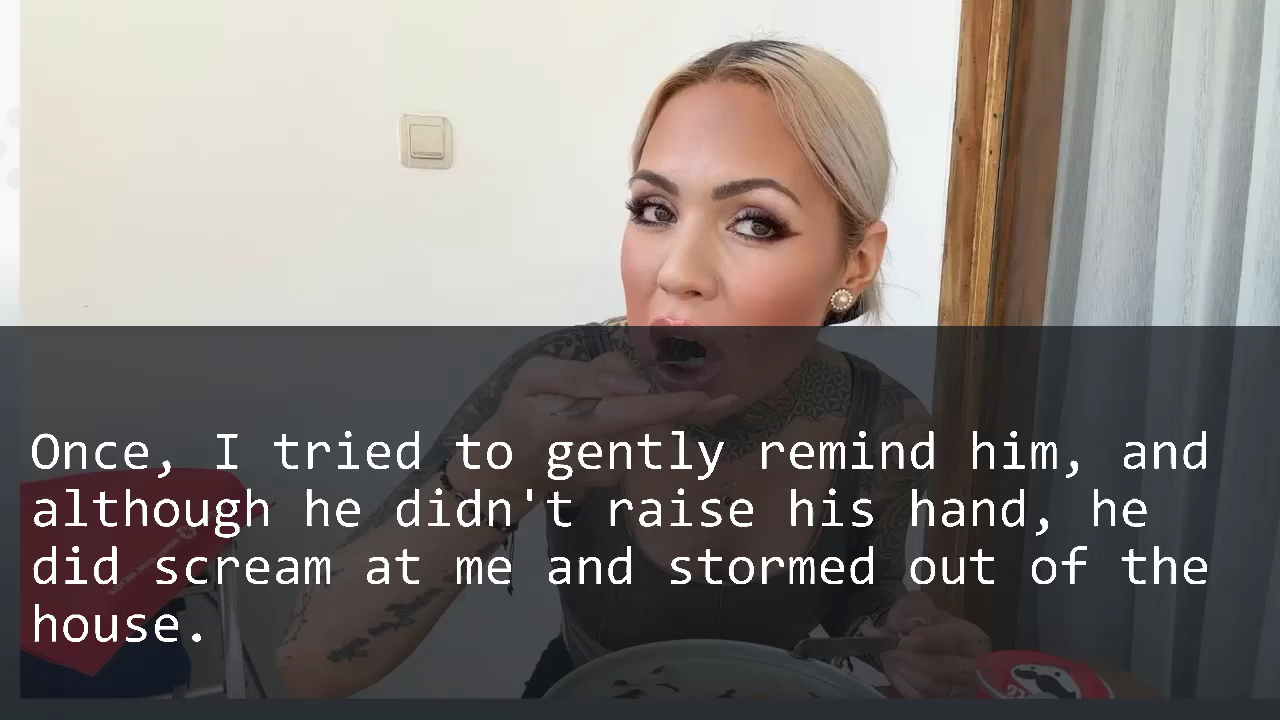 Once, I tried to gently remind him, and
although he didn't raise his hand, he
did scream at me and stormed out of the
house.